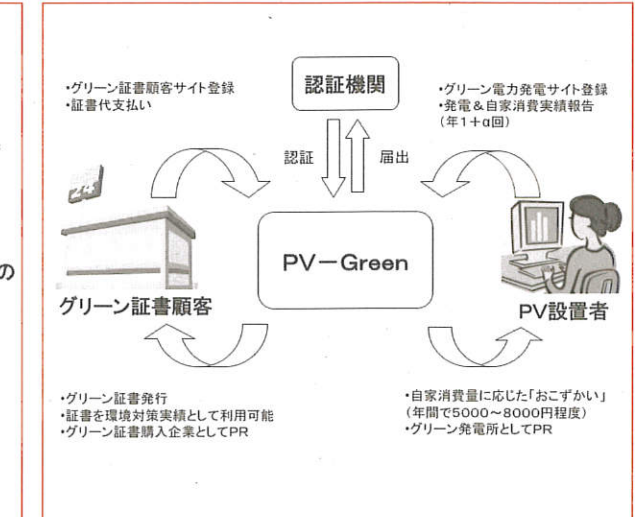 の
認証機関
・グリーン証書顧客サイト登録
・証書代支払い
・グリーン電力発電サイト登録
・発電＆自家消費実績報告
（年1＋α回）
認証
届出
PV－Green
グリーン証書顧客
PV設置者
・グリーン証書発行
・証書を環境対策実績として利用可能
・グリーン証書購入企業としてPR
・自家消費量に応じた「おこずかい」
（年間で5000～8000円程度）
・グリーン発電所としてPR